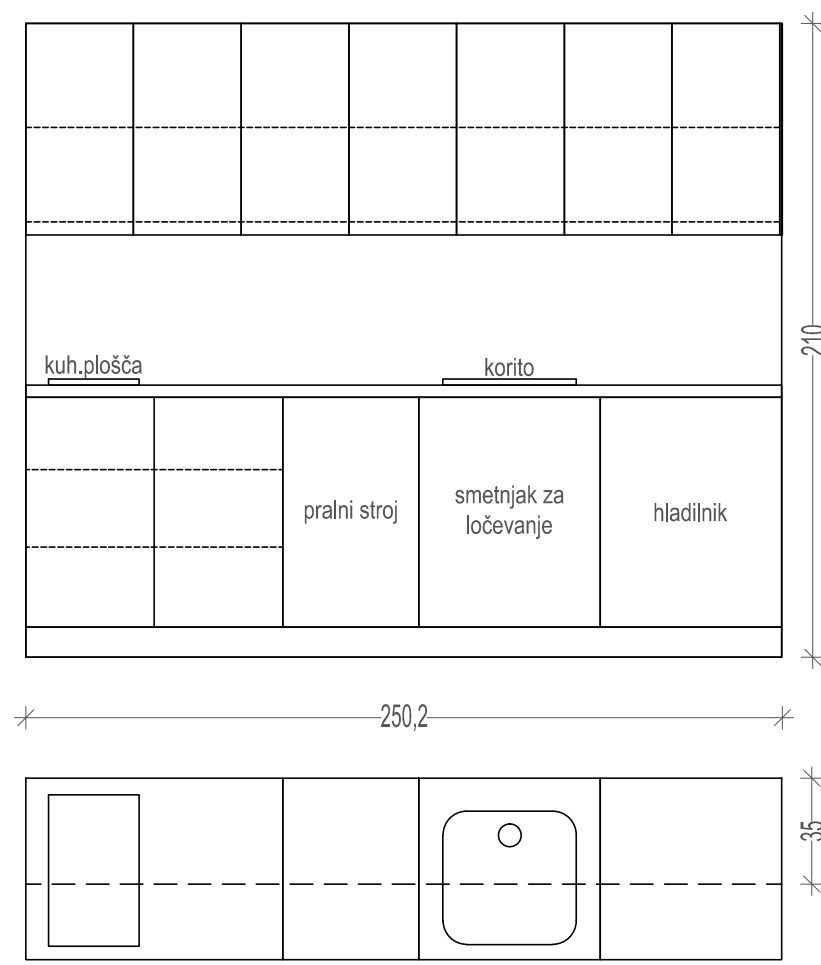 210
kuh.plošča
korito
pralni stroj
smetnjak za
ločevanje
hladilnik
250,2
35